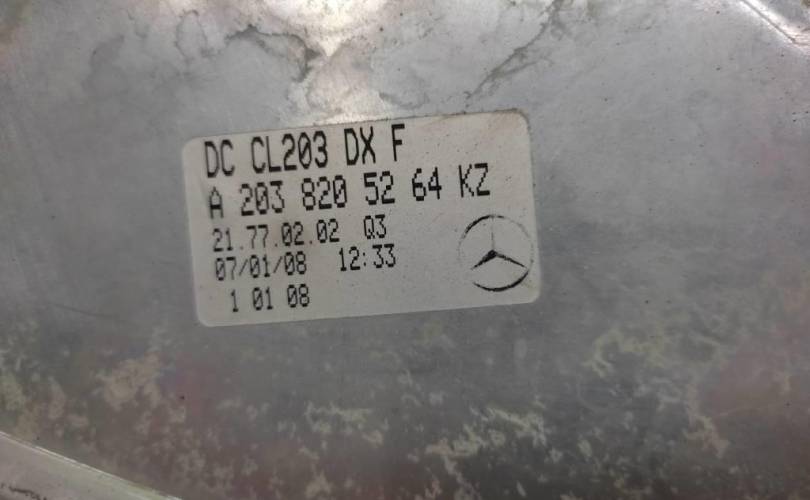 DC CL203 DX F
A 203 820 52 64 KZ
21.77.02.02 Q3
07/01/08 12:33
1 01 08